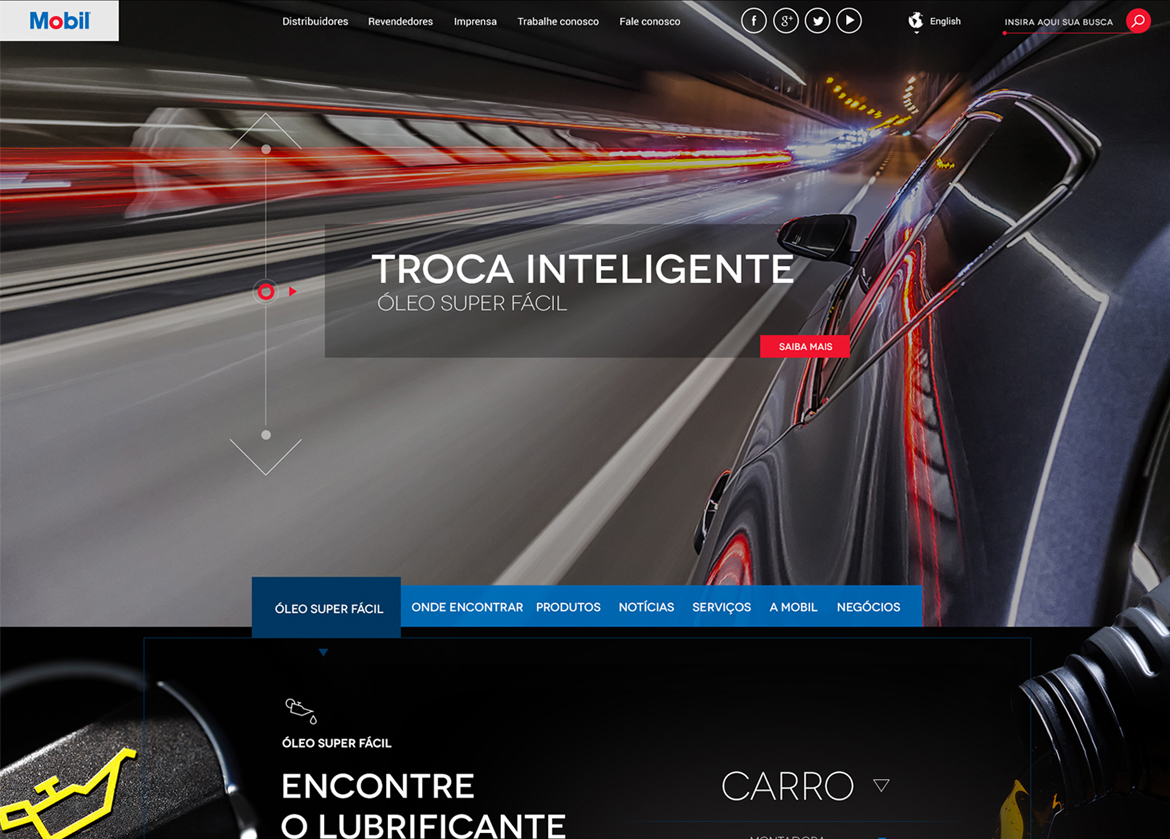 Mobil
Distribuidores Revendedores Imprensa Trabalhe conosco Fale conosco
f g+ English INSIRA AQUI SUA BUSCA
TROCA INTELIGENTE
ÓLEO SUPER FÁCIL
SAIBA MAIS
ÓLEO SUPER FÁCIL ONDE ENCONTRAR PRODUTOS NOTÍCIAS SERVIÇOS A MOBIL NEGÓCIOS
ÓLEO SUPER FÁCIL
ENCONTRE
O LUBRIFICANTE
CARRO
MONTADORA